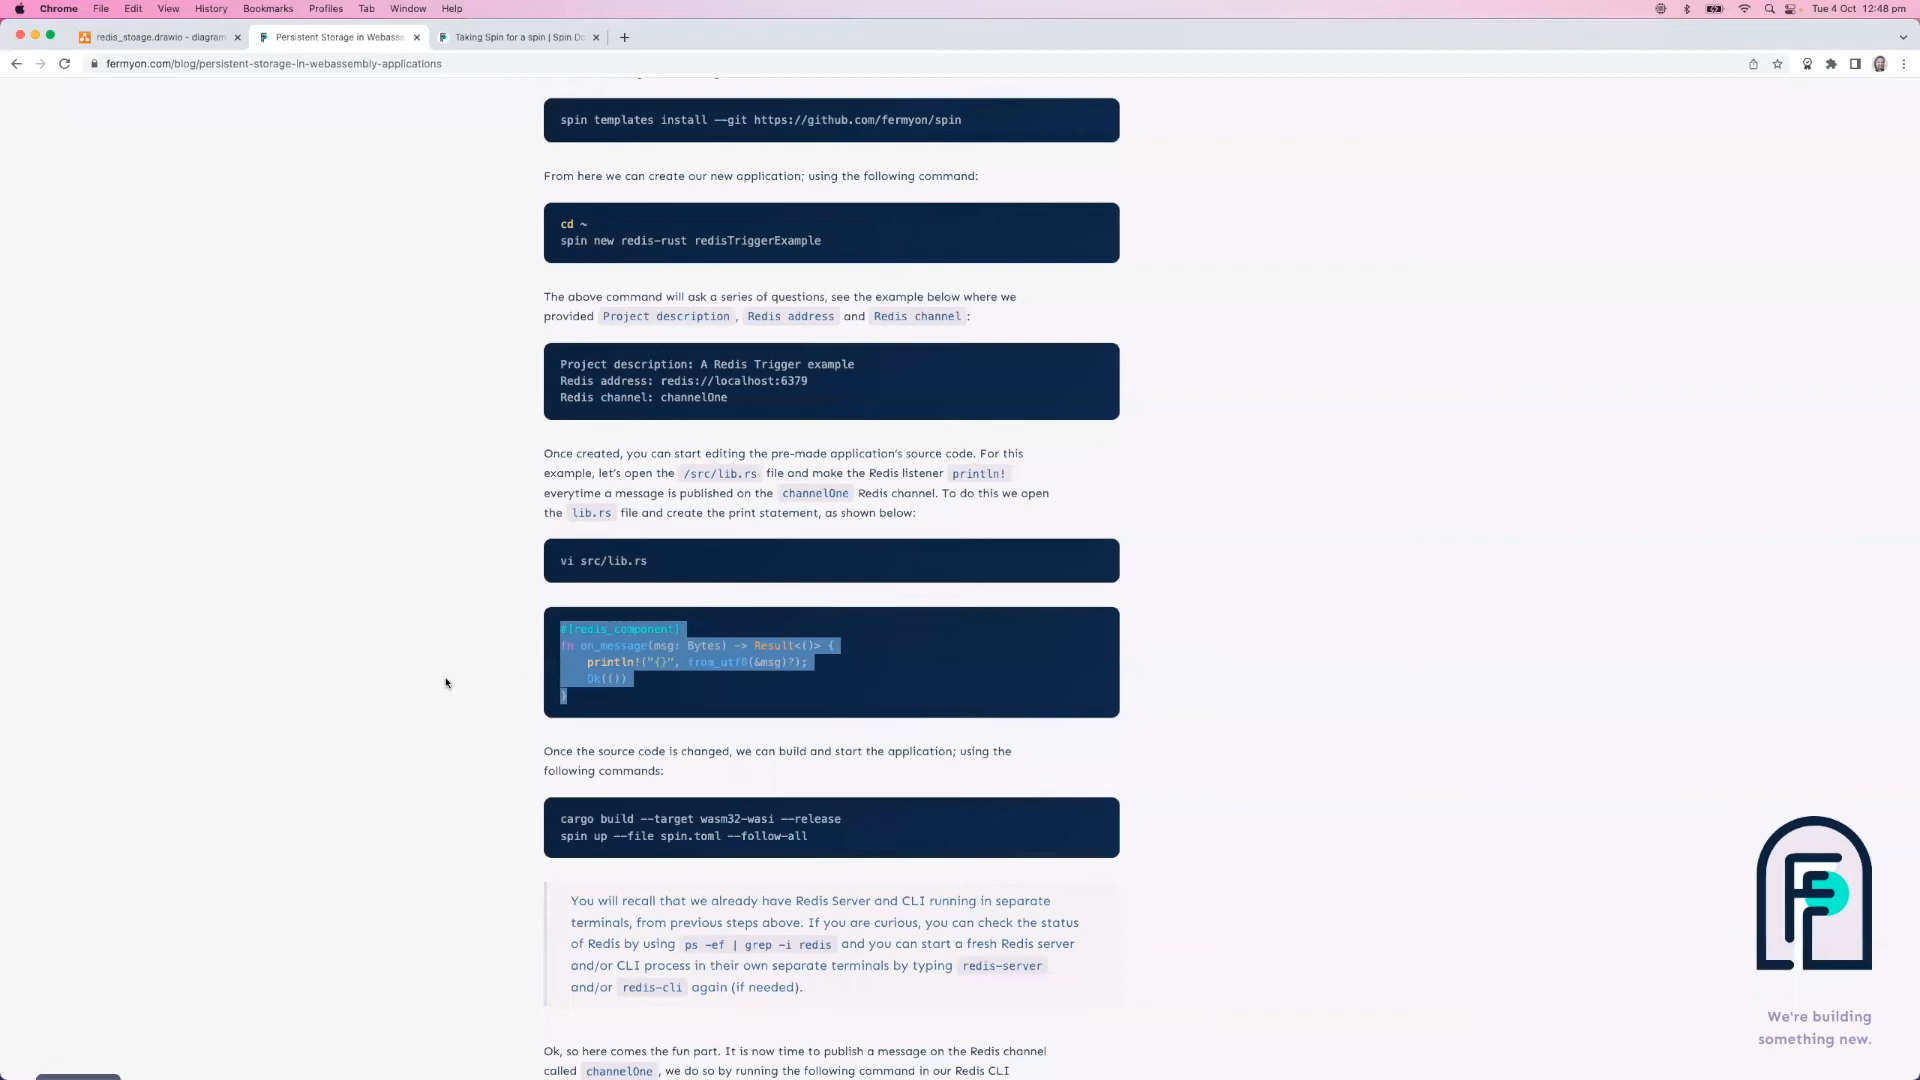 Chrome File Edit View History Bookmarks Profiles Tab Window Help Tue 4 Oct 12:48 pm
redis_stoage.drawio - diagram Persistent Storage in Webasse Taking Spin for a spin | Spin Do
fermyon.com/blog/persistent-storage-in-webassembly-applications
spin templates install --git https://github.com/fermyon/spin
From here we can create our new application; using the following command:
cd ~
spin new redis-rust redisTriggerExample
The above command will ask a series of questions, see the example below where we
provided Project description, Redis address and Redis channel:
Project description: A Redis Trigger example
Redis address: redis://localhost:6379
Redis channel: channelOne
Once created, you can start editing the pre-made application's source code. For this
example, let's open the /src/lib.rs file and make the Redis listener println!
everytime a message is published on the channelOne Redis channel. To do this we open
the lib.rs file and create the print statement, as shown below:
vi src/lib.rs
#[redis_component]
fn on_message(msg: Bytes) -> Result<()> {
println!("{}", from_utf8(&msg)?);
Ok(())
}
Once the source code is changed, we can build and start the application; using the
following commands:
cargo build --target wasm32-wasi --release
spin up --file spin.toml --follow-all
You will recall that we already have Redis Server and CLI running in separate
terminals, from previous steps above. If you are curious, you can check the status
of Redis by using ps -ef | grep -i redis and you can start a fresh Redis server
and/or CLI process in their own separate terminals by typing redis-server
and/or redis-cli again (if needed).
We're building
something new.
Ok, so here comes the fun part. It is now time to publish a message on the Redis channel
called channelOne, we do so by running the following command in our Redis CLI